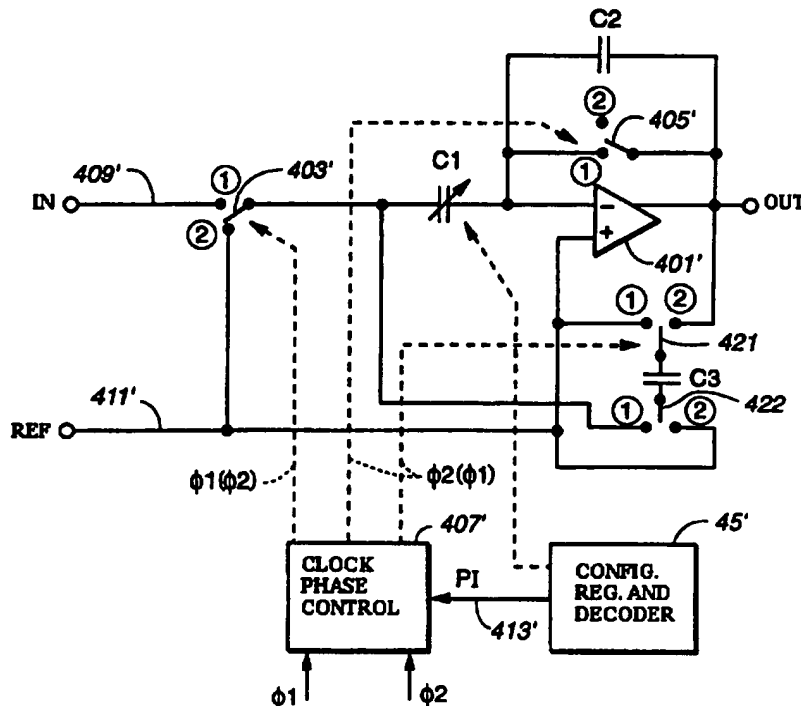 C2
②
405'
C1
409'
①
403'
①
IN
OUT
②
401'
①
②
421
C3
411'
①
②
422
REF
ϕ1(ϕ2)
ϕ2(ϕ1)
407'
45'
CLOCK
PHASE
CONTROL
PI
413'
CONFIG.
REG. AND
DECODER
ϕ1
ϕ2
−
+